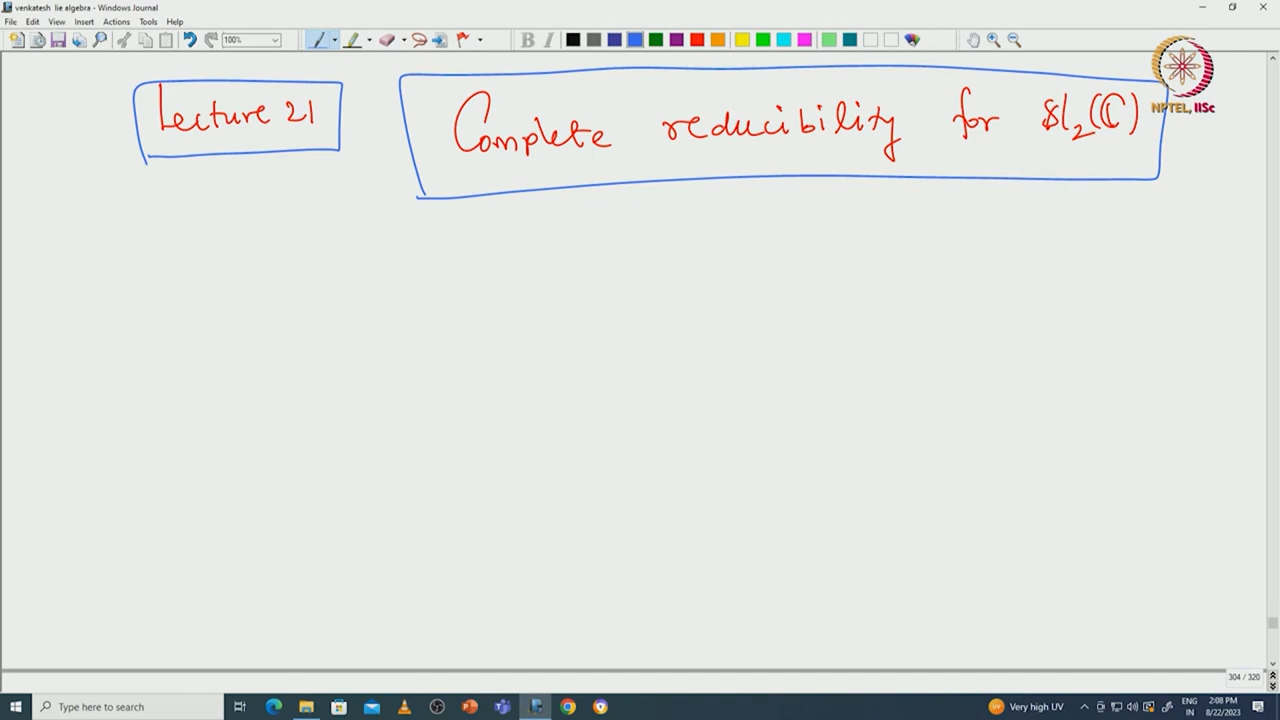 venkatesh lie algebra - Windows Journal
File Edit View Insert Actions Tools Help
100%
B I
NPTEL, IISc
Lecture 21
Complete reducibility for sl₂(ℂ)
304 / 320
Type here to search
Very high UV
ENG
IN
2:08 PM
8/22/2023